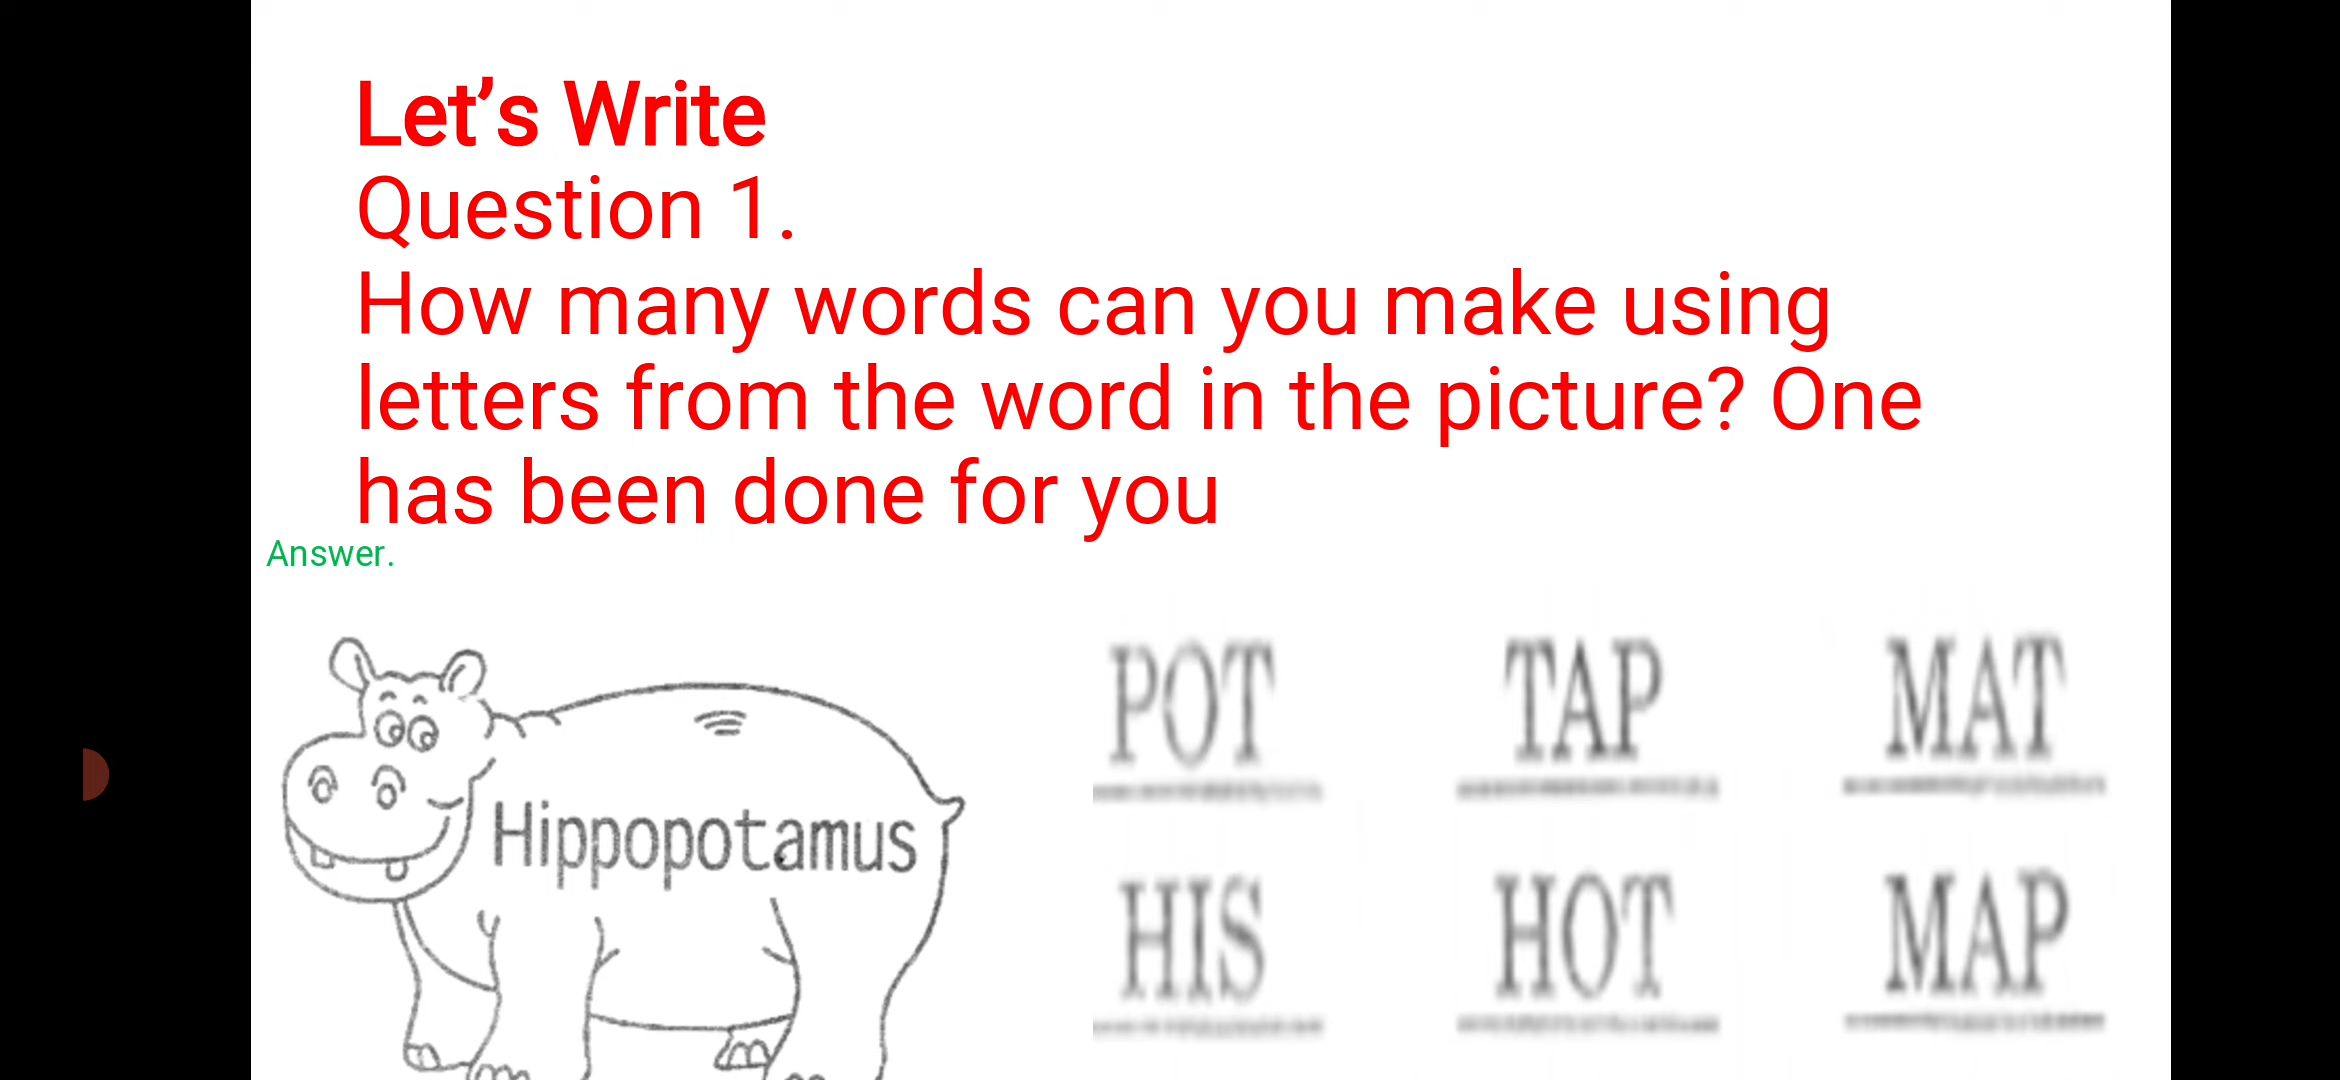 Let’s Write
Question 1.
How many words can you make using
letters from the word in the picture? One
has been done for you
Answer.
POT TAP MAT
Hippopotamus
HIS HOT MAP